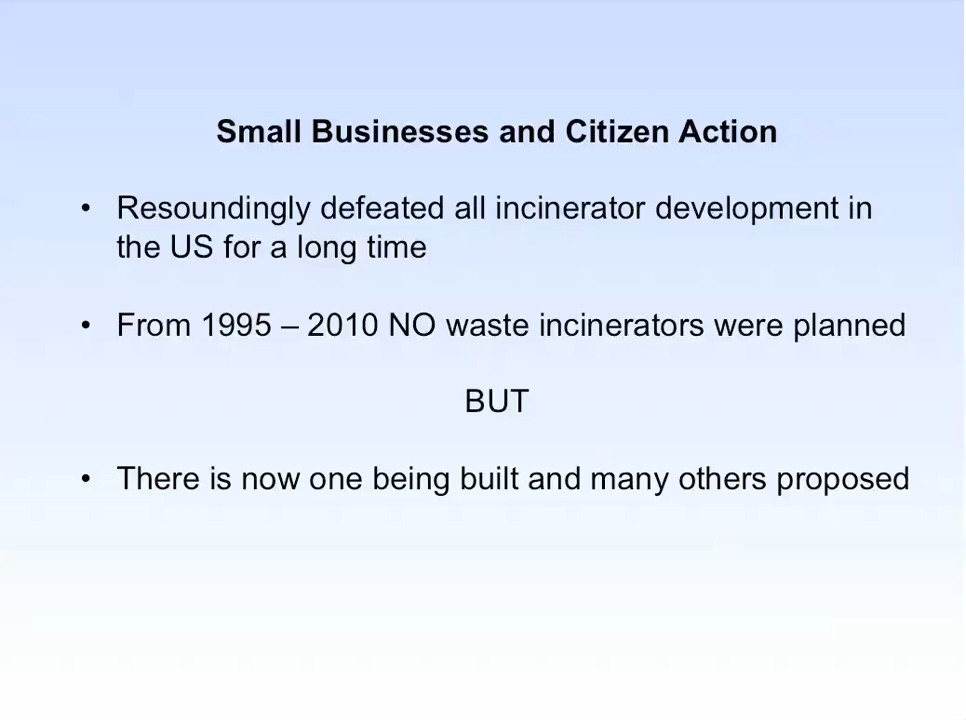 Small Businesses and Citizen Action
• Resoundingly defeated all incinerator development in
the US for a long time
• From 1995 – 2010 NO waste incinerators were planned
BUT
• There is now one being built and many others proposed